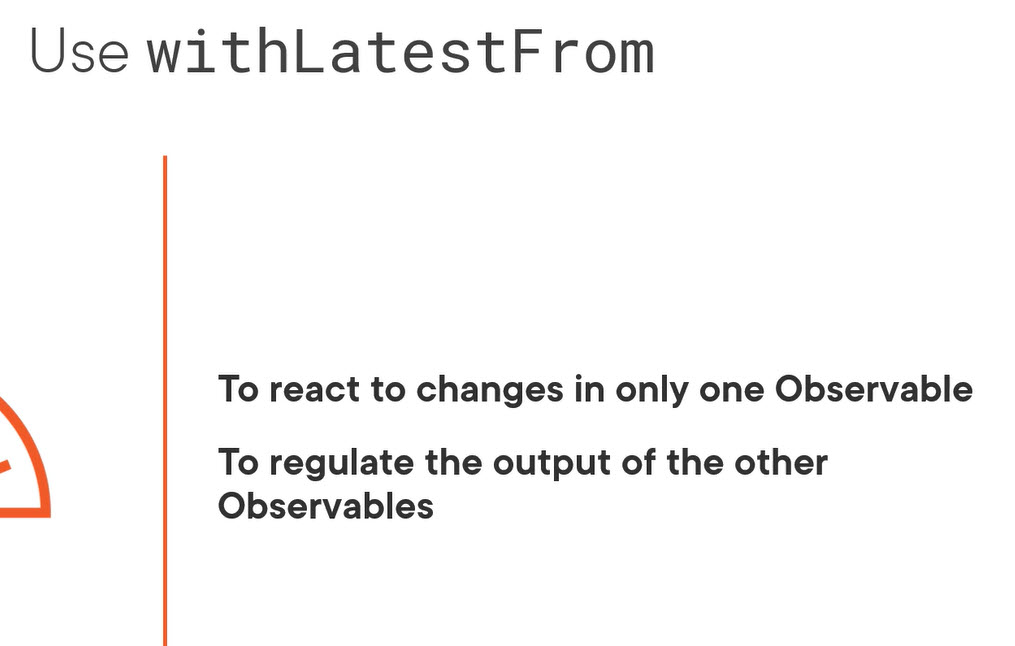 Use withLatestFrom
To react to changes in only one Observable
To regulate the output of the other
Observables